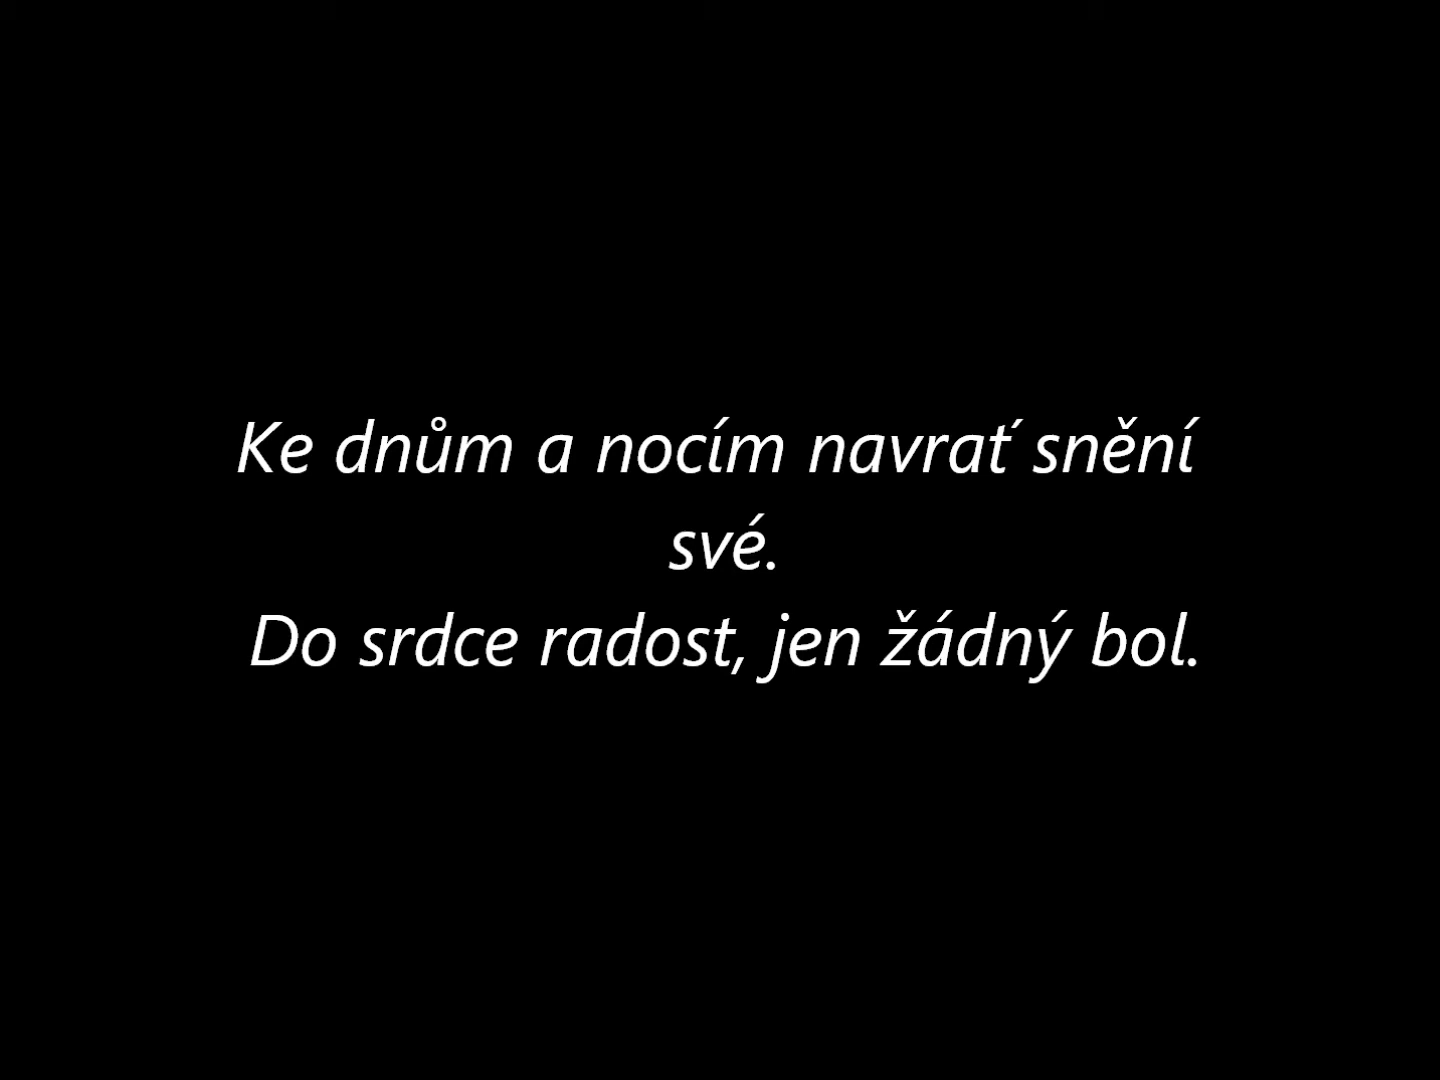 Ke dnům a nocím navrať snění
své.
Do srdce radost, jen žádný bol.